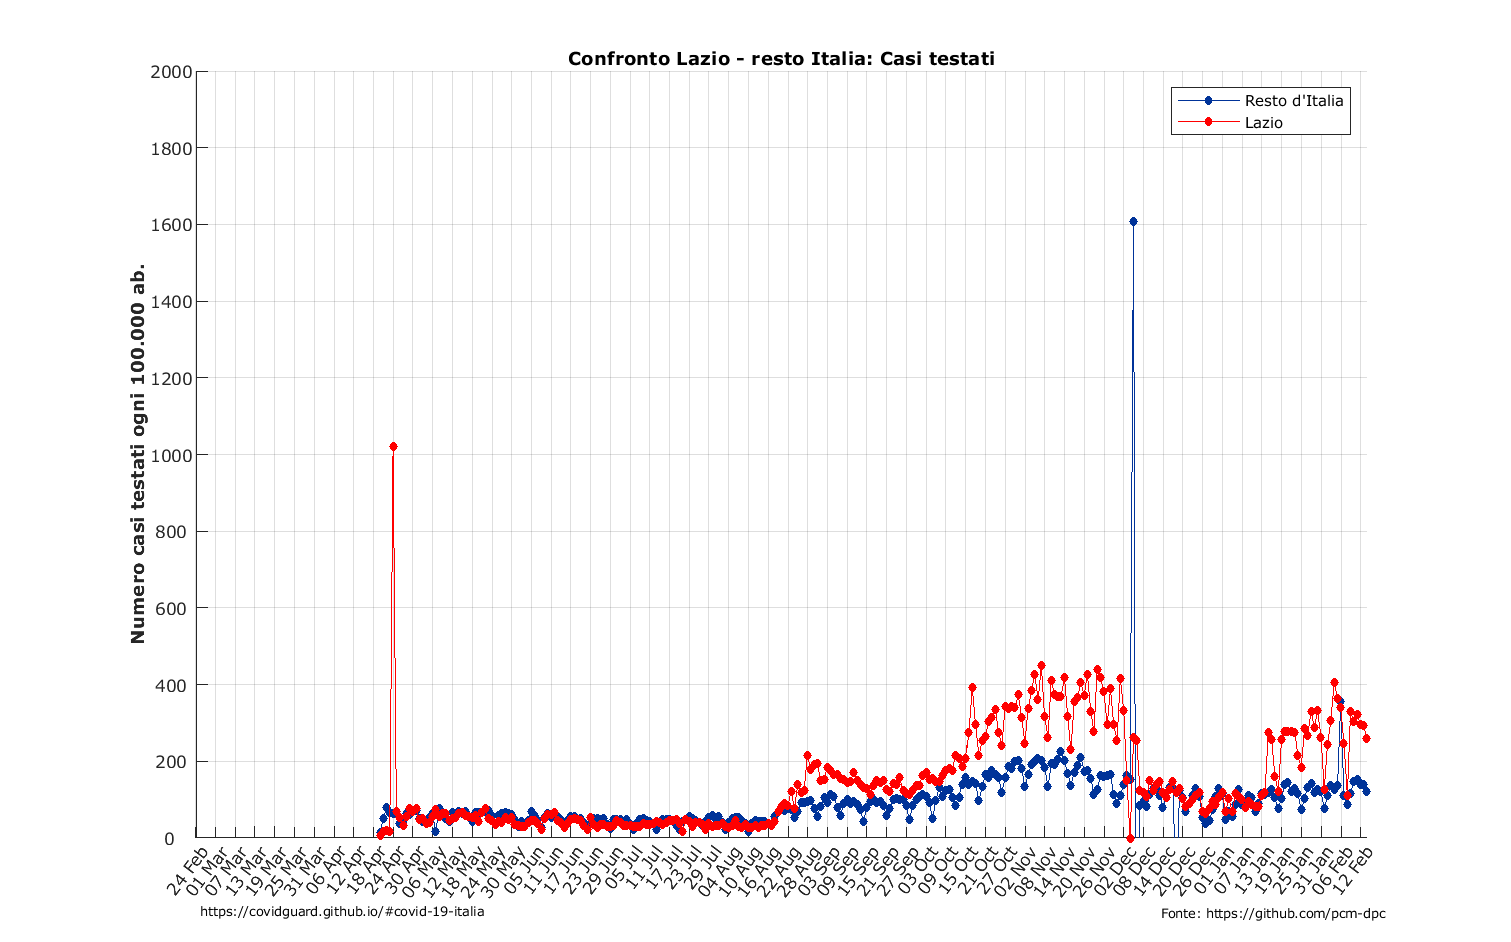 Confronto Lazio - resto Italia: Casi testati
Resto d'Italia
Lazio
Numero casi testati ogni 100.000 ab.
2000
1800
1600
1400
1200
1000
800
600
400
200
0
24 Feb
01 Mar
07 Mar
13 Mar
19 Mar
25 Mar
31 Mar
06 Apr
12 Apr
18 Apr
24 Apr
30 Apr
06 May
12 May
18 May
24 May
30 May
05 Jun
11 Jun
17 Jun
23 Jun
29 Jun
05 Jul
11 Jul
17 Jul
23 Jul
29 Jul
04 Aug
10 Aug
16 Aug
22 Aug
28 Aug
03 Sep
09 Sep
15 Sep
21 Sep
27 Sep
03 Oct
09 Oct
15 Oct
21 Oct
27 Oct
02 Nov
08 Nov
14 Nov
20 Nov
26 Nov
02 Dec
08 Dec
14 Dec
20 Dec
26 Dec
01 Jan
07 Jan
13 Jan
19 Jan
25 Jan
31 Jan
06 Feb
12 Feb
https://covidguard.github.io/#covid-19-italia
Fonte: https://github.com/pcm-dpc